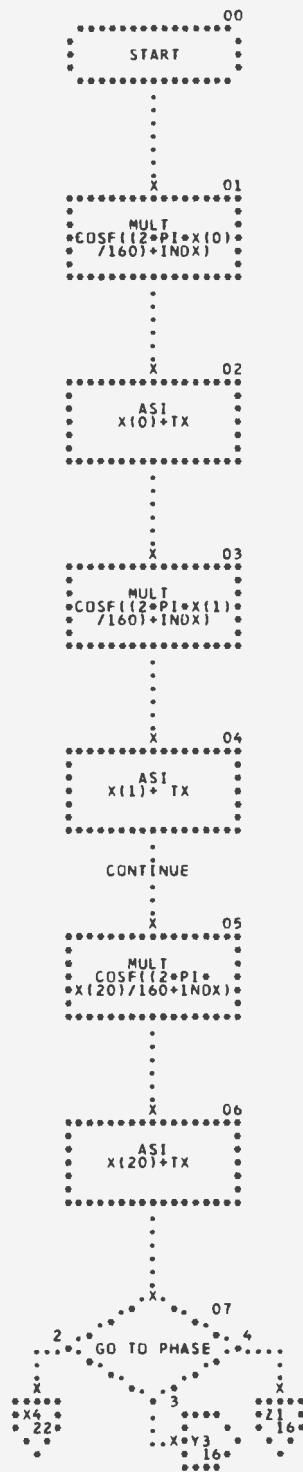 00
START
X 01
MULT
COSF((2*PI*X(0)
/160)+INDX)
X 02
ASI
X(0)+TX
X 03
MULT
COSF((2*PI*X(1)
/160)+INDX)
X 04
ASI
X(1)+ TX
CONTINUE
X 05
MULT
COSF((2*PI*
X(20)/160+INDX)
X 06
ASI
X(20)+TX
X 07
2 GO TO PHASE 4
3
X X
X4 X Y3 Z1
22 16 16